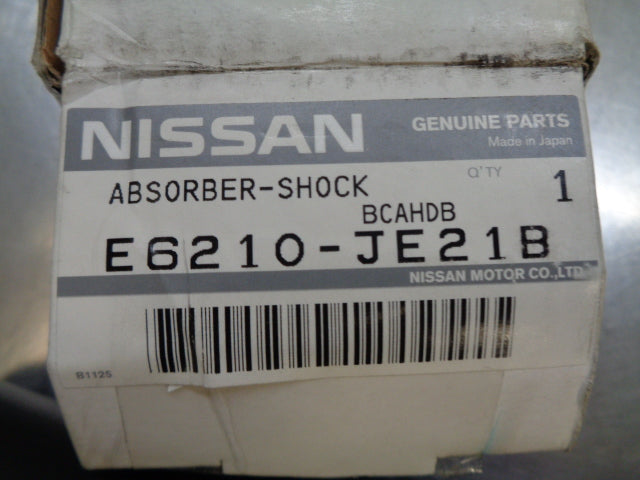 NISSAN GENUINE PARTS
Made in Japan
ABSORBER-SHOCK Q'TY 1
BCAHDB
E6210-JE21B
NISSAN MOTOR CO.,LTD.
B1125